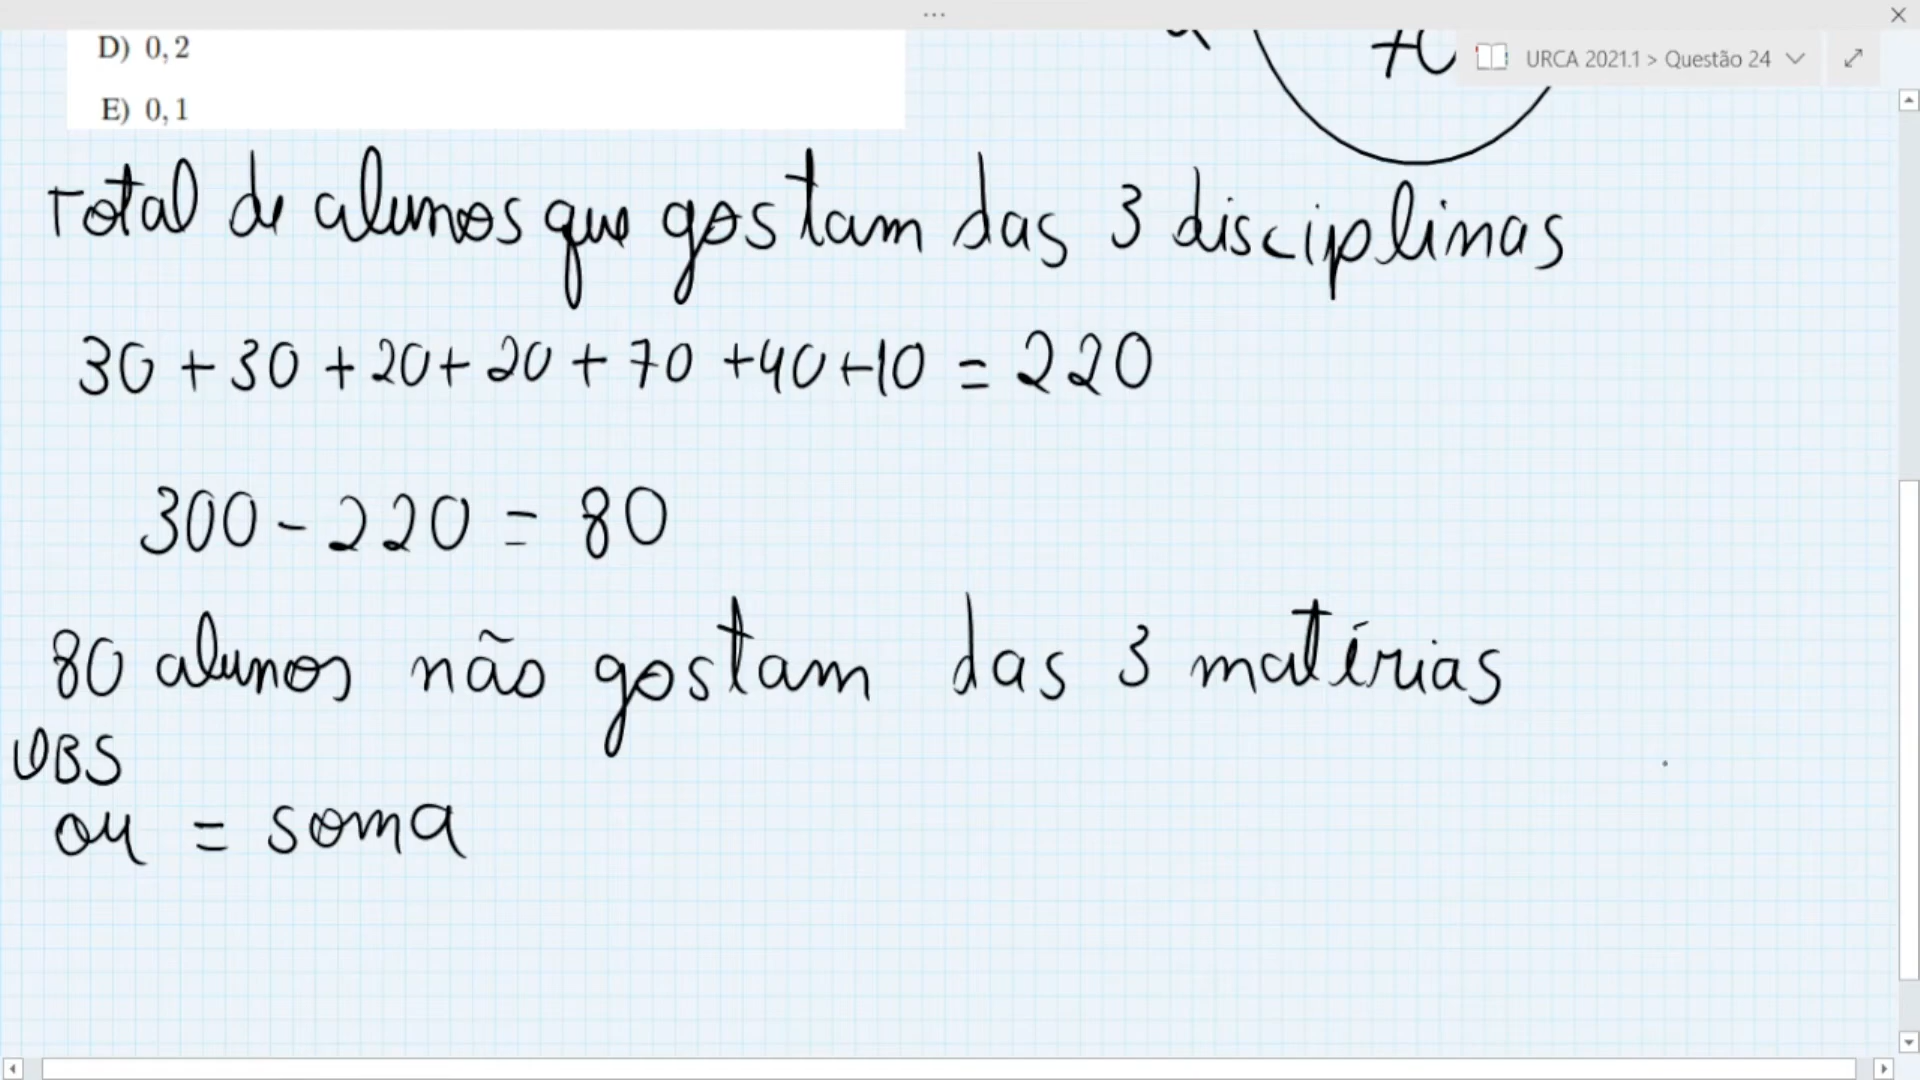 D) 0, 2
URCA 2021.1 > Questão 24
E) 0, 1
Total de alunos que gostam das 3 disciplinas
30 + 30 + 20 + 20 + 70 + 40 + 10 = 220
300 - 220 = 80
80 alunos não gostam das 3 matérias
OBS
ou = soma